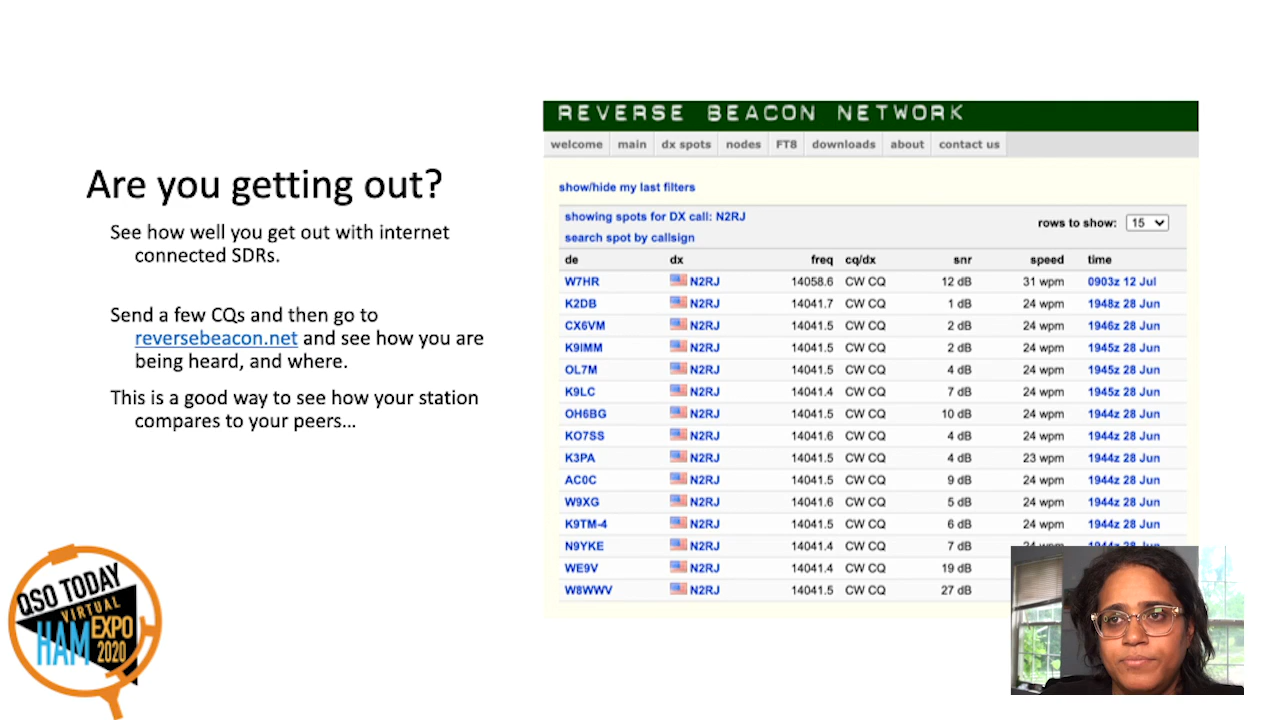 Are you getting out?
See how well you get out with internet
connected SDRs.
Send a few CQs and then go to
reversebeacon.net and see how you are
being heard, and where.
This is a good way to see how your station
compares to your peers...
QSO TODAY
VIRTUAL
HAM EXPO
2020
REVERSE BEACON NETWORK
welcome main dx spots nodes FT8 downloads about contact us
show/hide my last filters
showing spots for DX call: N2RJ
rows to show: 15
search spot by callsign
de dx freq cq/dx snr speed time
W7HR N2RJ 14058.6 CW CQ 12 dB 31 wpm 0903z 12 Jul
K2DB N2RJ 14041.7 CW CQ 1 dB 24 wpm 1948z 28 Jun
CX6VM N2RJ 14041.5 CW CQ 2 dB 24 wpm 1946z 28 Jun
K9IMM N2RJ 14041.5 CW CQ 2 dB 24 wpm 1945z 28 Jun
OL7M N2RJ 14041.5 CW CQ 4 dB 24 wpm 1945z 28 Jun
K9LC N2RJ 14041.4 CW CQ 7 dB 24 wpm 1945z 28 Jun
OH6BG N2RJ 14041.5 CW CQ 10 dB 24 wpm 1944z 28 Jun
KO7SS N2RJ 14041.6 CW CQ 4 dB 24 wpm 1944z 28 Jun
K3PA N2RJ 14041.5 CW CQ 4 dB 23 wpm 1944z 28 Jun
AC0C N2RJ 14041.5 CW CQ 9 dB 24 wpm 1944z 28 Jun
W9XG N2RJ 14041.6 CW CQ 5 dB 24 wpm 1944z 28 Jun
K9TM-4 N2RJ 14041.5 CW CQ 6 dB 24 wpm 1944z 28 Jun
N9YKE N2RJ 14041.4 CW CQ 7 dB
WE9V N2RJ 14041.4 CW CQ 19 dB
W8WWV N2RJ 14041.5 CW CQ 27 dB